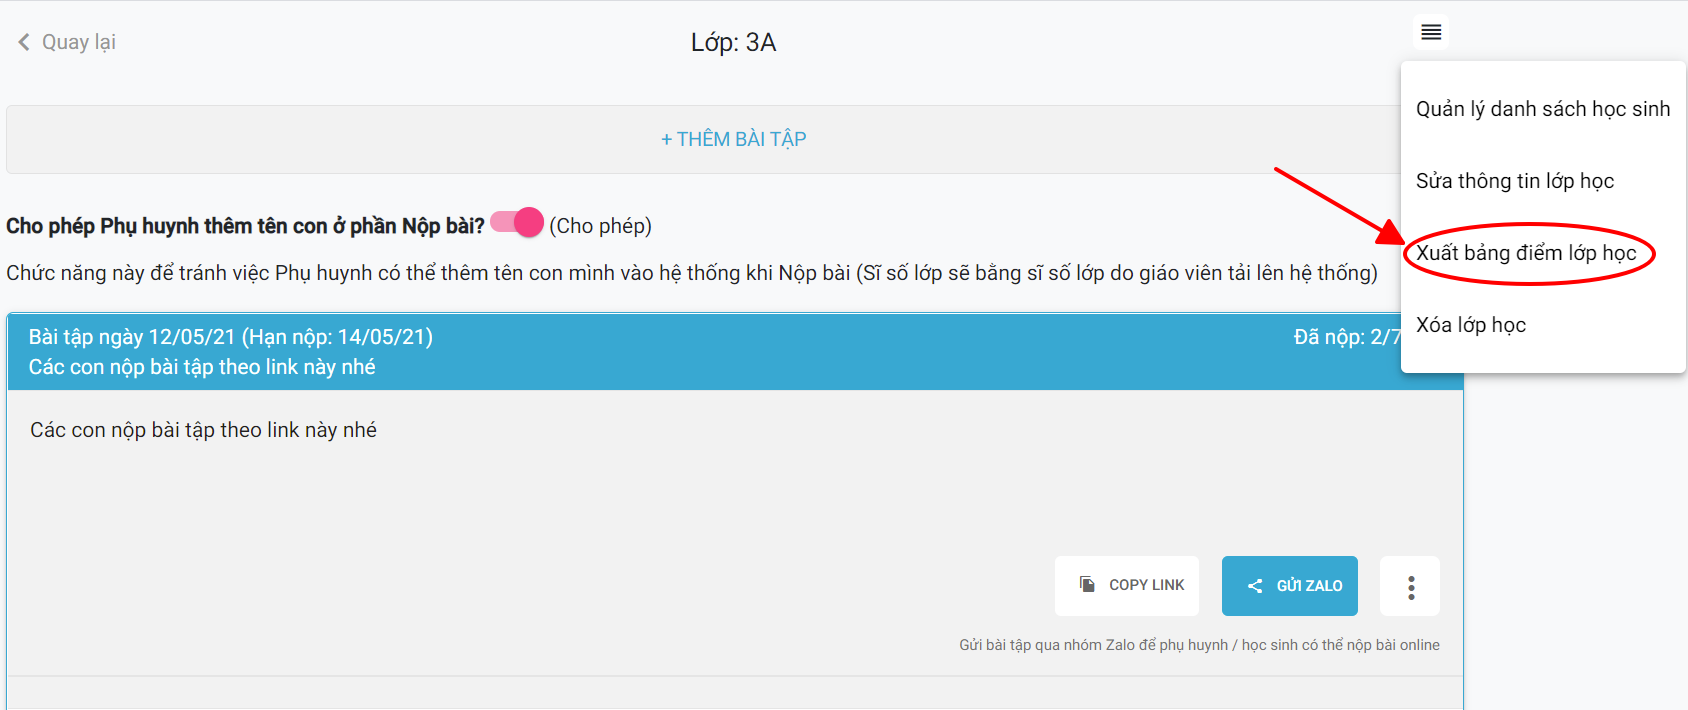 Quay lại
Lớp: 3A
Quản lý danh sách học sinh
+ THÊM BÀI TẬP
Sửa thông tin lớp học
Cho phép Phụ huynh thêm tên con ở phần Nộp bài? (Cho phép)
Xuất bảng điểm lớp học
Chức năng này để tránh việc Phụ huynh có thể thêm tên con mình vào hệ thống khi Nộp bài (Sĩ số lớp sẽ bằng sĩ số lớp do giáo viên tải lên hệ thống)
Xóa lớp học
Bài tập ngày 12/05/21 (Hạn nộp: 14/05/21)
Đã nộp: 2/7
Các con nộp bài tập theo link này nhé
Các con nộp bài tập theo link này nhé
COPY LINK
GỬI ZALO
Gửi bài tập qua nhóm Zalo để phụ huynh / học sinh có thể nộp bài online